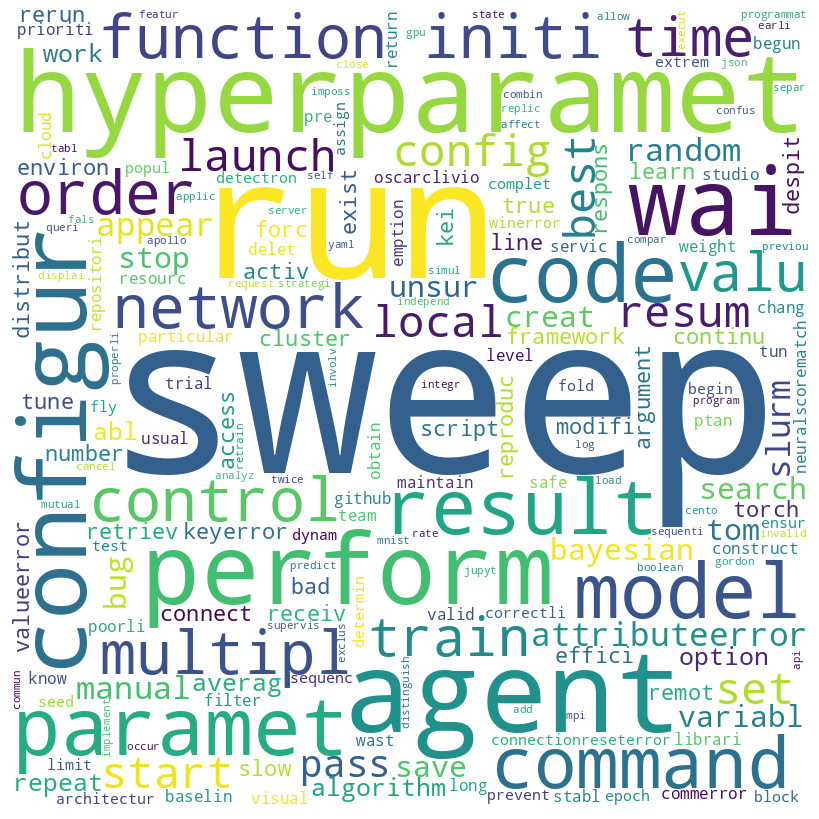 rerun featur state allow programmat earli
prioriti function initi time json
work return gpu execut begun
close extrem separ
hyperparamet
imposs combin replic confus
cloud tabl pre assign affect
launch config best random
environ popul detectron oscarclivio complet respons learn studio despit
order run wai
applic self exist true
appear forc kei winerror
fals server emption line servic weight compar previou
distribut queri repositori stop apollo delet yaml code valu
displai resourc activ simul unsur chang
request strategi
configur network independ local creat resum
particular cluster framework continu
properli involv level tun
sweep
trial integr fold begin neuralscorematch
tune fly usual reproduc modifi argument program ptan
abl access script slurm
number obtain log
cancel retrain analyz twice maintain safe load search
mutual control github result cento torch
team sequenti
retriev keyerror dynam rate tom ensur invalid
valueerror test bug mnist bayesian construct
perform predict jupyt boolean gordon
bad determin model
poorli connect receiv valid correctli
supervis
multipl exclus train attributeerror
know sequenc effici option api
commun manual averag distinguish remot set
seed implement filter agent variabl
paramet add mpi
occur wast connectionreseterror librari
limit pass save command
repeat start slow algorithm long
architectur baselin visual prevent stabl epoch commerror block